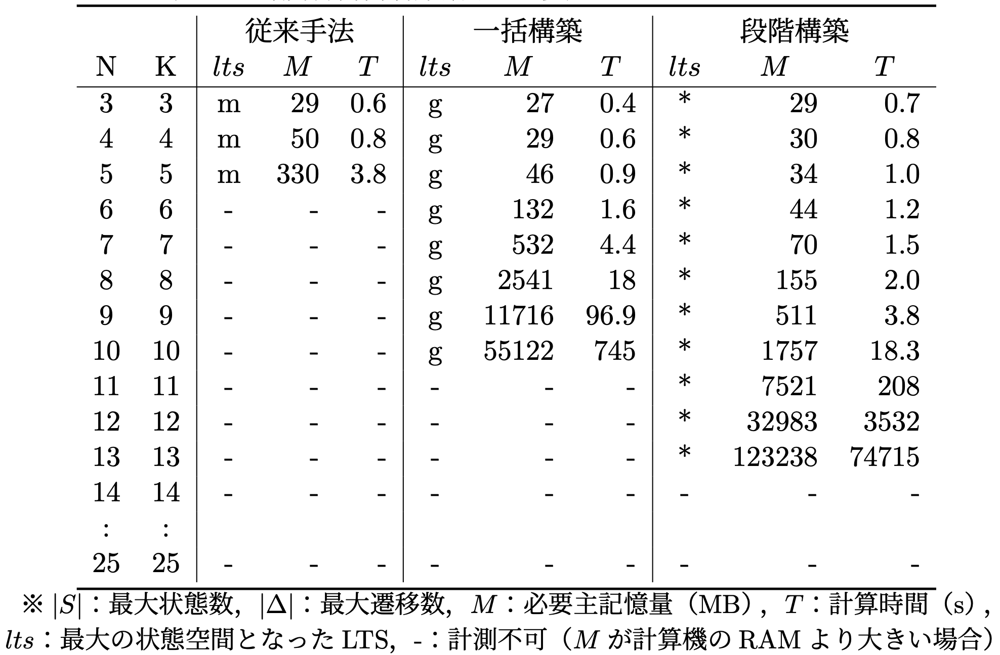 従来手法 一括構築 段階構築
N K lts M T lts M T lts M T
3 3 m 29 0.6 g 27 0.4 * 29 0.7
4 4 m 50 0.8 g 29 0.6 * 30 0.8
5 5 m 330 3.8 g 46 0.9 * 34 1.0
6 6 - - - g 132 1.6 * 44 1.2
7 7 - - - g 532 4.4 * 70 1.5
8 8 - - - g 2541 18 * 155 2.0
9 9 - - - g 11716 96.9 * 511 3.8
10 10 - - - g 55122 745 * 1757 18.3
11 11 - - - - - - * 7521 208
12 12 - - - - - - * 32983 3532
13 13 - - - - - - * 123238 74715
14 14 - - - - - - - - -
: :
25 25 - - - - - - - - -
※ |S|：最大状態数，|Δ|：最大遷移数，M：必要主記憶量（MB），T：計算時間（s），
lts：最大の状態空間となった LTS，-：計測不可（M が計算機の RAM より大きい場合）